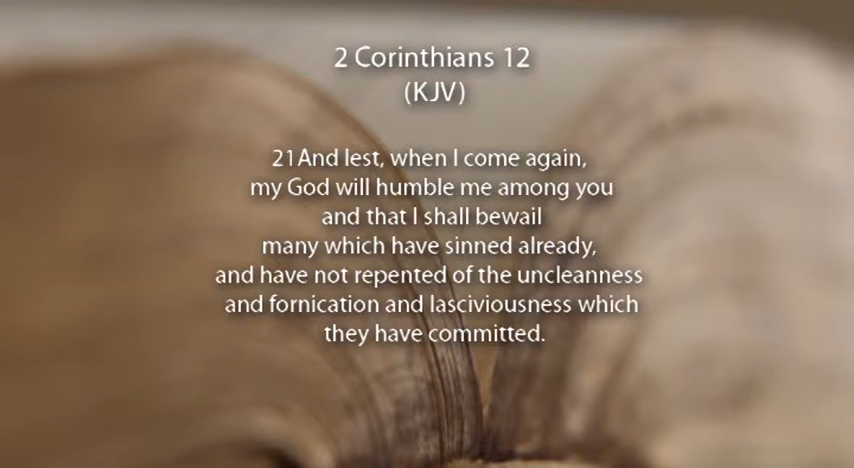 2 Corinthians 12
(KJV)
21And lest, when I come again,
my God will humble me among you
and that I shall bewail
many which have sinned already,
and have not repented of the uncleanness
and fornication and lasciviousness which
they have committed.